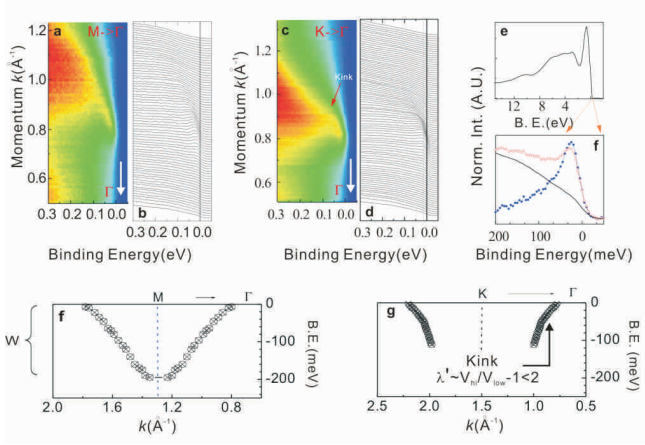 a
M->Γ
Γ
b
Momentum k(Å⁻¹)
1.2
1.0
0.8
0.6
0.3 0.2 0.1 0.0
0.3 0.2 0.1 0.0
Binding Energy(eV)
c
K->Γ
Kink
Γ
d
Momentum k(Å⁻¹)
1.2
1.0
0.8
0.6
0.3 0.2 0.1 0.0
0.3 0.2 0.1 0.0
Binding Energy(eV)
e
12 8 4
B. E.(eV)
Norm. Int. (A.U.)
f
200 100 0
Binding Energy (meV)
f
M Γ
W
0
-100
-200
B.E. (meV)
2.0 1.6 1.2 0.8
k(Å⁻¹)
g
K Γ
Kink
λ'~V_hi/V_low-1<2
0
-100
-200
B.E. (meV)
2.5 2.0 1.5 1.0 0.5
k(Å⁻¹)